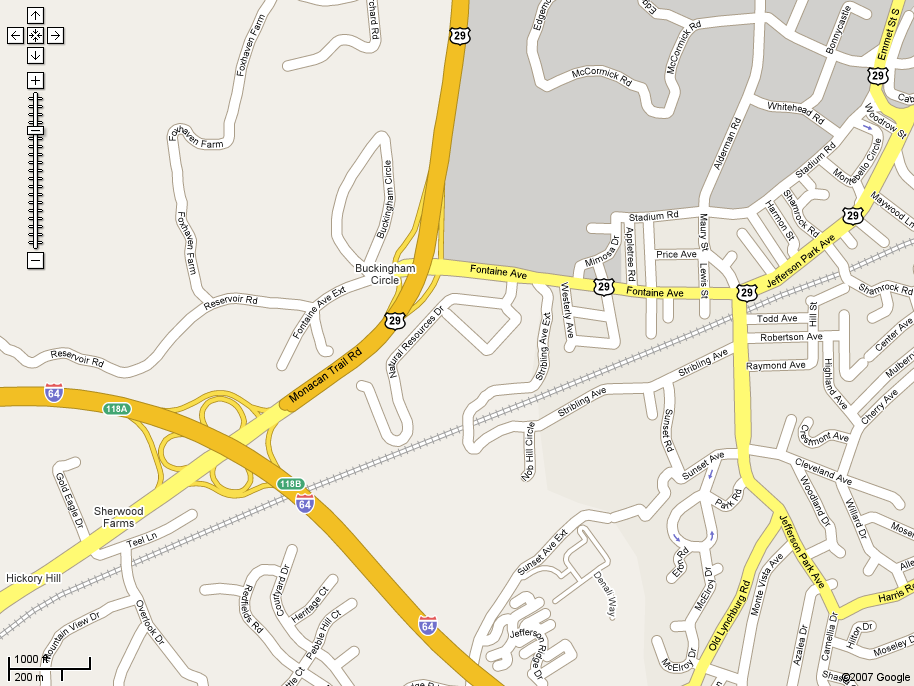 Foxhaven Farm
Orchard Rd
29
Edgemont
McCormick Rd
McCormick Rd
Bonnycastle
Emmet St S
29
Whitehead Rd
Woodrow St
Foxhaven Farm
Alderman Rd
Stadium Rd
Montebello Circle
Buckingham Circle
Foxhaven Farm
Stadium Rd
Maury St
Shamrock Rd
Harmon St
Maywood Ln
29
Mimosa Dr
Appletree Rd
Price Ave
Jefferson Park Ave
Buckingham
Circle
Fontaine Ave
Lewis St
Westerly Ave
29
Fontaine Ave
29
Shamrock Rd
Reservoir Rd
Fontaine Ave Ext
29
Natural Resources Dr
Stribling Ave Ext
Todd Ave
Hill St
Robertson Ave
Center Ave
Reservoir Rd
Monacan Trail Rd
Stribling Ave
Raymond Ave
Highland Ave
Mulberry
64
118A
Stribling Ave
Cherry Ave
Nob Hill Circle
Sunset Rd
Crestmont Ave
Sunset Ave
Cleveland Ave
Gold Eagle Dr
118B
64
Park Rd
Woodland Dr
Willard Dr
Sherwood
Farms
Teel Ln
Sunset Ave Ext
Jefferson Park Ave
Moseley
Hickory Hill
Denali Way
McElroy Dr
Monte Vista Ave
Courtyard Dr
Redfields Rd
Heritage Ct
Harris Rd
Overlook Dr
Mountain View Dr
Pebble Hill Ct
64
Jefferson
Ridge Dr
McElroy Dr
Old Lynchburg Rd
Azalea Dr
Camellia Dr
Hilton Dr
Moseley Dr
1000 ft
200 m
©2007 Google